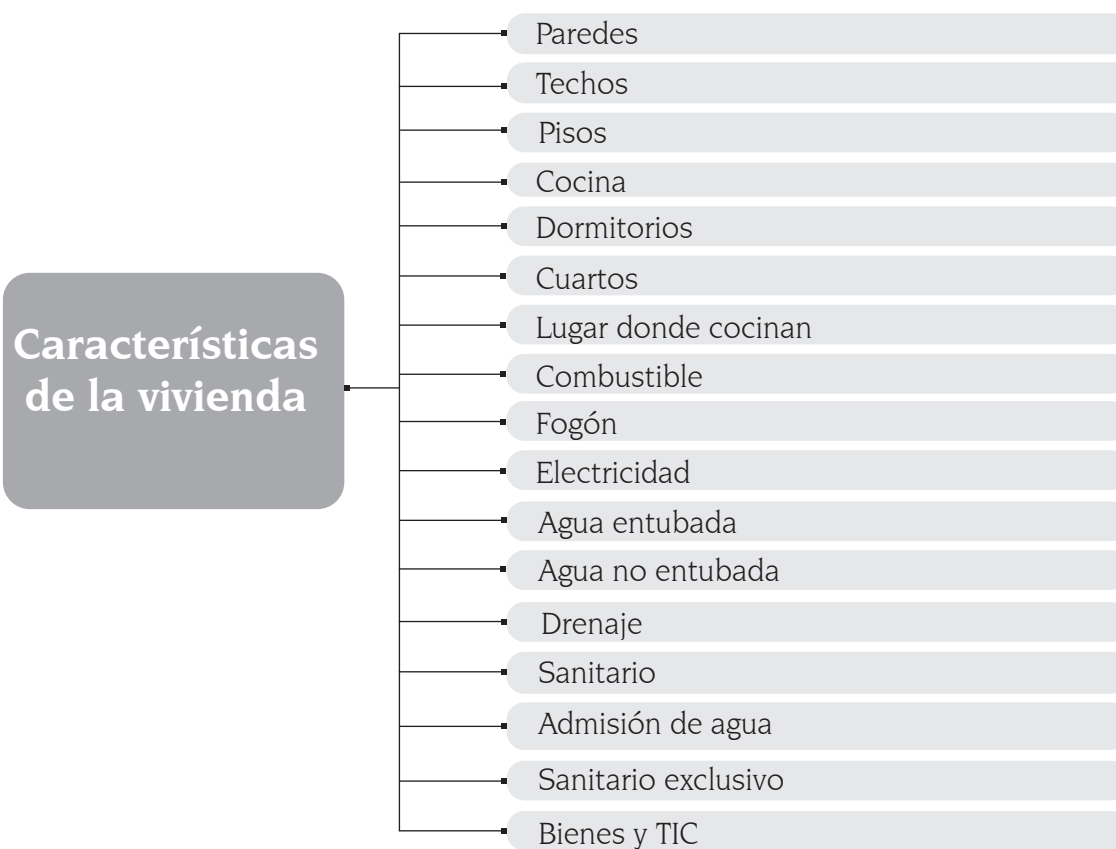 Características
de la vivienda
Paredes
Techos
Pisos
Cocina
Dormitorios
Cuartos
Lugar donde cocinan
Combustible
Fogón
Electricidad
Agua entubada
Agua no entubada
Drenaje
Sanitario
Admisión de agua
Sanitario exclusivo
Bienes y TIC